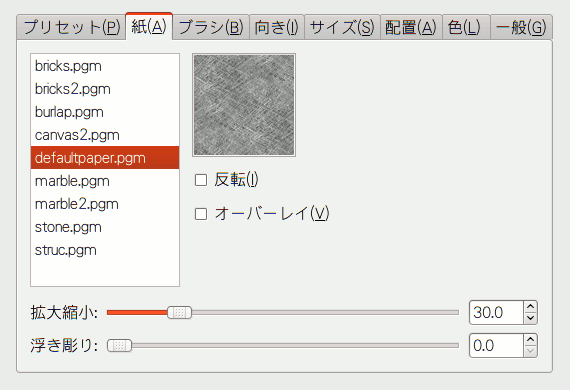 プリセット(P) 紙(A) ブラシ(B) 向き(I) サイズ(S) 配置(A) 色(L) 一般(G)
bricks.pgm
bricks2.pgm
burlap.pgm
canvas2.pgm
defaultpaper.pgm
marble.pgm
marble2.pgm
stone.pgm
struc.pgm
反転(I)
オーバーレイ(V)
拡大縮小: 30.0
浮き彫り: 0.0